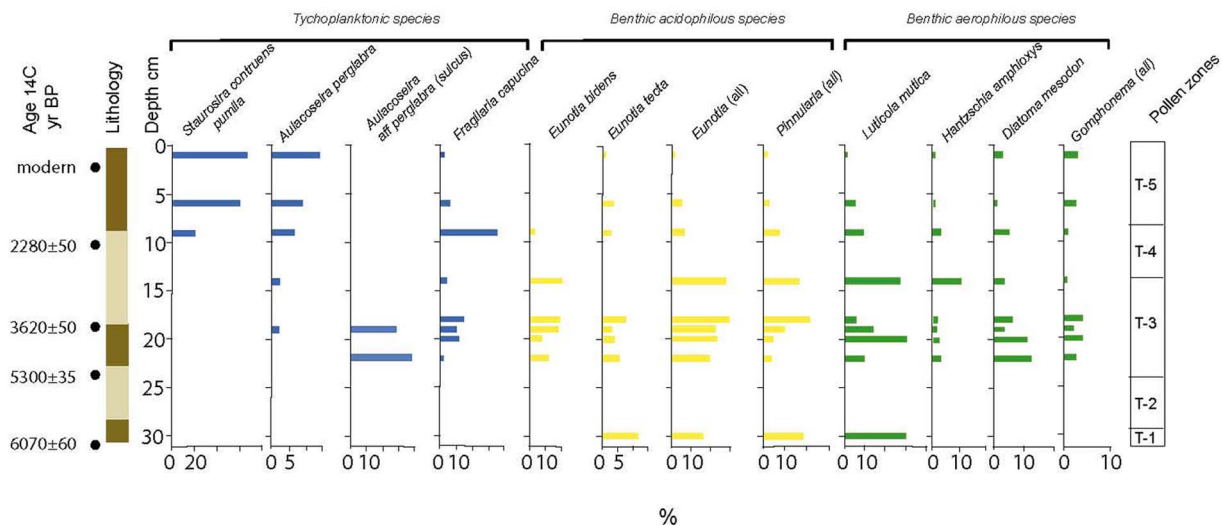 Tychoplanktonic species
Benthic acidophilous species
Benthic aerophilous species
Age 14C
yr BP
Lithology
Depth cm
Staurosira contruens
pumila
Aulacoseira perglabra
Aulacoseira
aff perglabra (sulcus)
Fragilaria capucina
Eunotia bidens
Eunotia tecta
Eunotia (all)
Pinnularia (all)
Luticola mutica
Hantzschia amphioxys
Diatoma mesodon
Gomphonema (all)
Pollen zones
0
5
10
15
20
25
30
modern
2280±50
3620±50
5300±35
6070±60
T-5
T-4
T-3
T-2
T-1
0 20
0 5
0 10
0 10
0 10
0 5
0 10
0 10
0 10
0 10
0 10
0 10
%